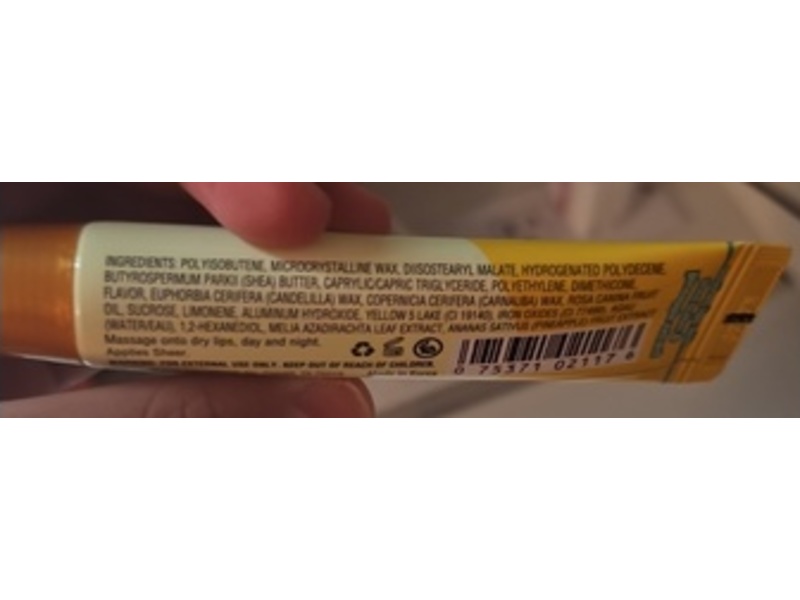 INGREDIENTS: POLYISOBUTENE, MICROCRYSTALLINE WAX, DIISOSTEARYL MALATE, HYDROGENATED POLYDECENE,
BUTYROSPERMUM PARKII (SHEA) BUTTER, CAPRYLIC/CAPRIC TRIGLYCERIDE, POLYETHYLENE, DIMETHICONE,
FLAVOR, EUPHORBIA CERIFERA (CANDELILLA) WAX, COPERNICIA CERIFERA (CARNAUBA) WAX, ROSA CANINA FRUIT
OIL, SUCROSE, LIMONENE, ALUMINUM HYDROXIDE, YELLOW 5 LAKE (CI 19140), IRON OXIDES (CI 77499),
(WATER/EAU), 1,2-HEXANEDIOL, MELIA AZADIRACHTA LEAF EXTRACT, ANANAS SATIVUS (PINEAPPLE) FRUIT EXTRACT
Massage onto dry lips, day and night.
Applies Sheer.
WARNING: FOR EXTERNAL USE ONLY. KEEP OUT OF REACH OF CHILDREN.
Made in Korea
0 75371 02117 6